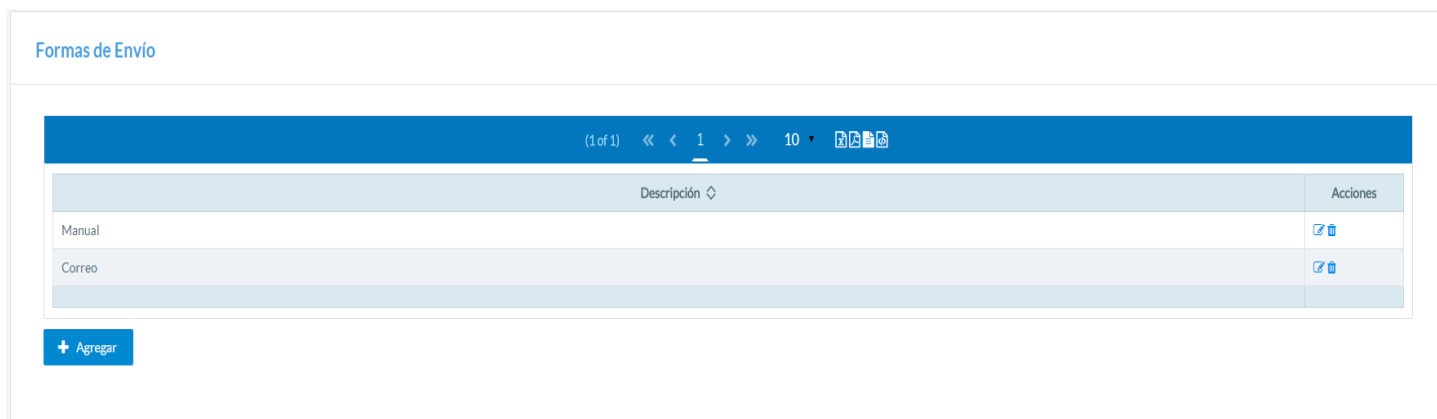 Formas de Envío
(1 of 1) 1 10
Descripción Acciones
Manual
Correo
Agregar